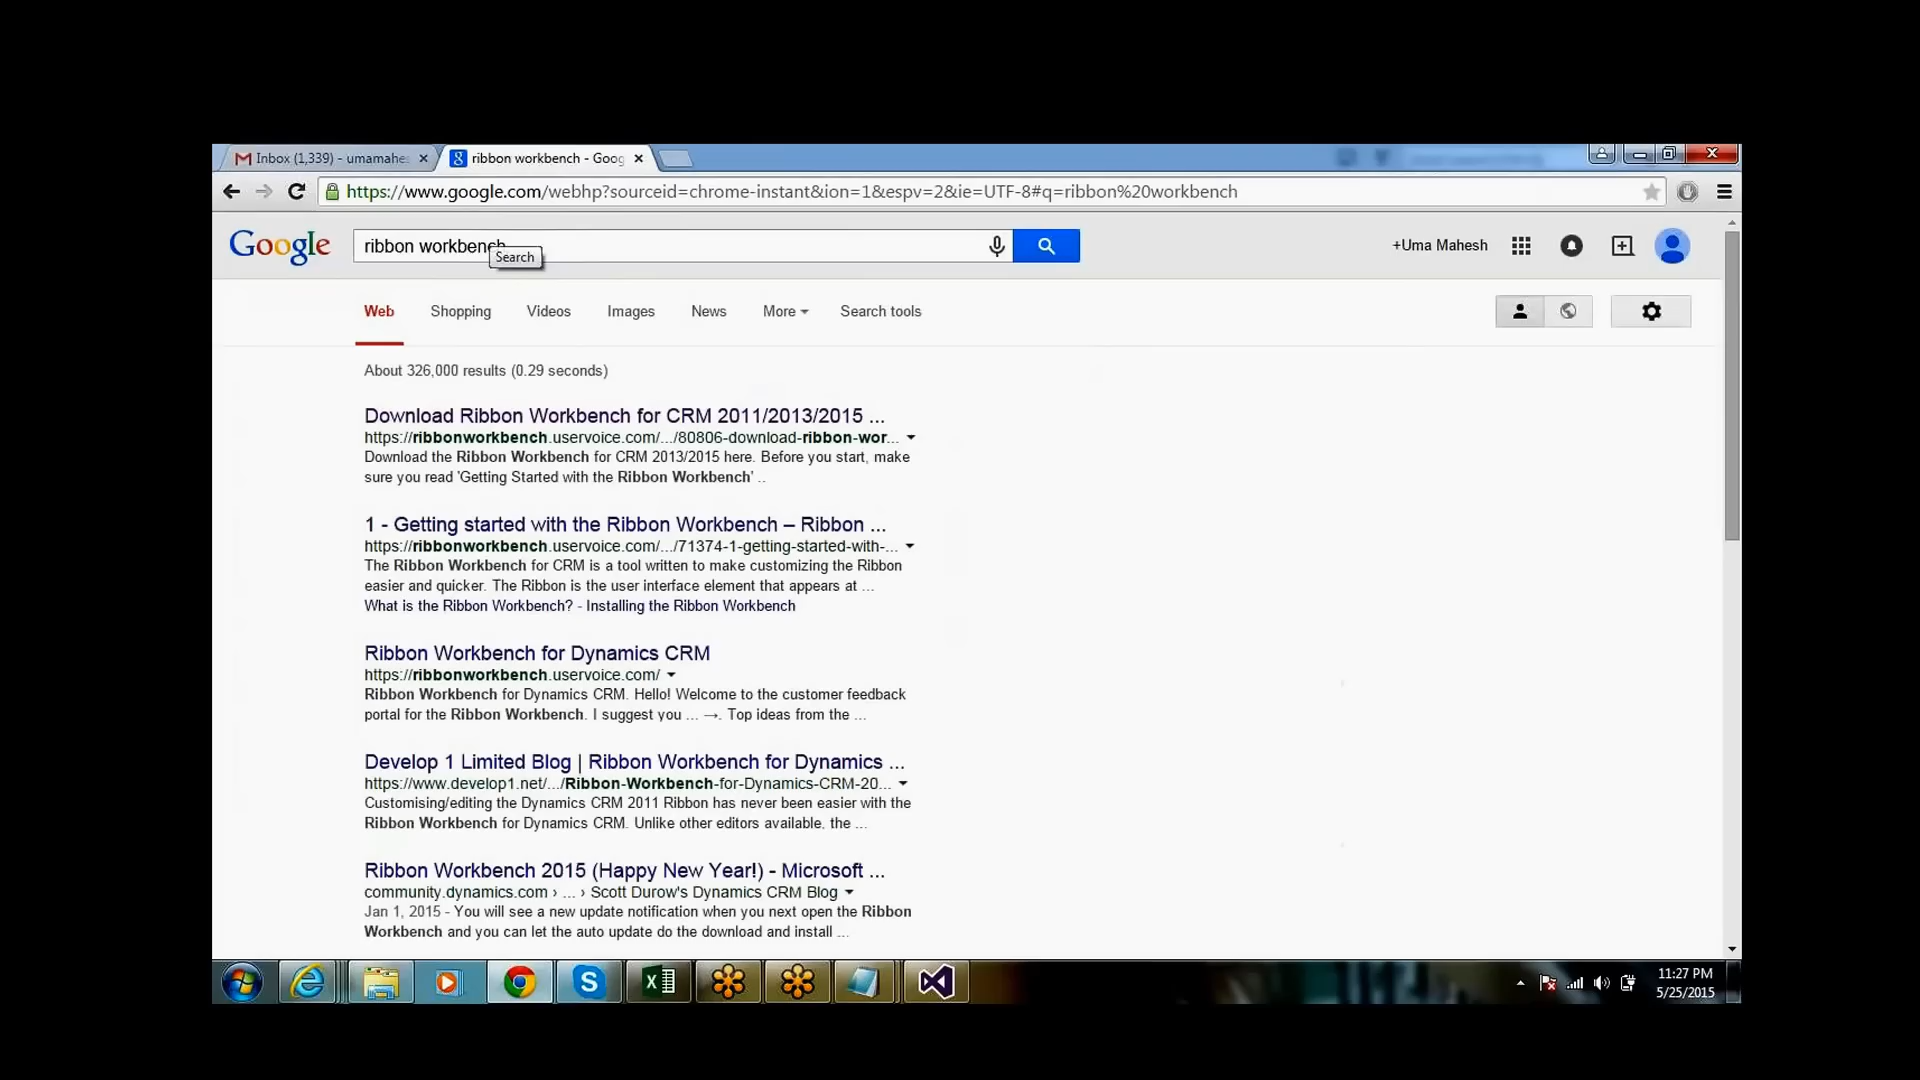 Inbox (1,339) - umamahes
ribbon workbench - Goog
https://www.google.com/webhp?sourceid=chrome-instant&ion=1&espv=2&ie=UTF-8#q=ribbon%20workbench
Google
ribbon workbench
Search
+Uma Mahesh
Web
Shopping
Videos
Images
News
More
Search tools
About 326,000 results (0.29 seconds)
Download Ribbon Workbench for CRM 2011/2013/2015 ...
https://ribbonworkbench.uservoice.com/.../80806-download-ribbon-wor...
Download the Ribbon Workbench for CRM 2013/2015 here. Before you start, make
sure you read 'Getting Started with the Ribbon Workbench' ..
1 - Getting started with the Ribbon Workbench – Ribbon ...
https://ribbonworkbench.uservoice.com/.../71374-1-getting-started-with-...
The Ribbon Workbench for CRM is a tool written to make customizing the Ribbon
easier and quicker. The Ribbon is the user interface element that appears at ...
What is the Ribbon Workbench? - Installing the Ribbon Workbench
Ribbon Workbench for Dynamics CRM
https://ribbonworkbench.uservoice.com/
Ribbon Workbench for Dynamics CRM. Hello! Welcome to the customer feedback
portal for the Ribbon Workbench. I suggest you ... →. Top ideas from the ...
Develop 1 Limited Blog | Ribbon Workbench for Dynamics ...
https://www.develop1.net/.../Ribbon-Workbench-for-Dynamics-CRM-20...
Customising/editing the Dynamics CRM 2011 Ribbon has never been easier with the
Ribbon Workbench for Dynamics CRM. Unlike other editors available, the ...
Ribbon Workbench 2015 (Happy New Year!) - Microsoft ...
community.dynamics.com › ... › Scott Durow's Dynamics CRM Blog
Jan 1, 2015 - You will see a new update notification when you next open the Ribbon
Workbench and you can let the auto update do the download and install ...
11:27 PM
5/25/2015